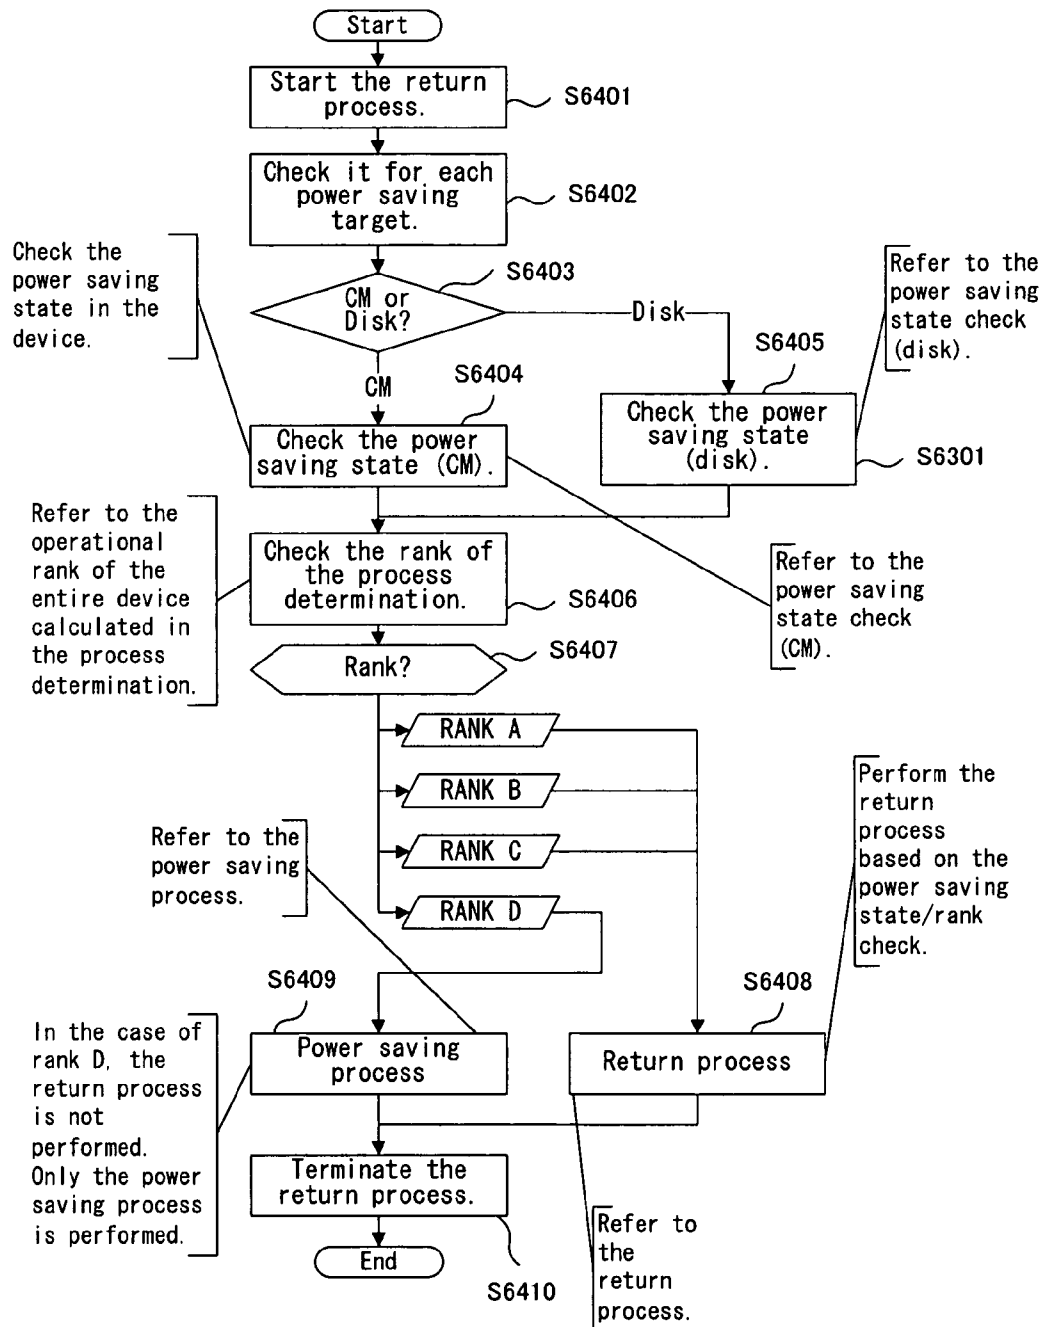 Start
Start the return
process.
S6401
Check it for each
power saving
target.
S6402
Check the
power saving
state in the
device.
S6403
CM or
Disk?
Disk
Refer to the
power saving
state check
(disk).
CM
S6404
S6405
Check the power
saving state (CM).
Check the power
saving state
(disk).
S6301
Refer to the
operational
rank of the
entire device
calculated in
the process
determination.
Check the rank of
the process
determination.
S6406
Refer to the
power saving
state check
(CM).
S6407
Rank?
RANK A
RANK B
RANK C
RANK D
Refer to the
power saving
process.
Perform the
return
process
based on the
power saving
state/rank
check.
S6409
S6408
In the case of
rank D, the
return process
is not
performed.
Only the power
saving process
is performed.
Power saving
process
Return process
Terminate the
return process.
End
S6410
Refer to
the
return
process.